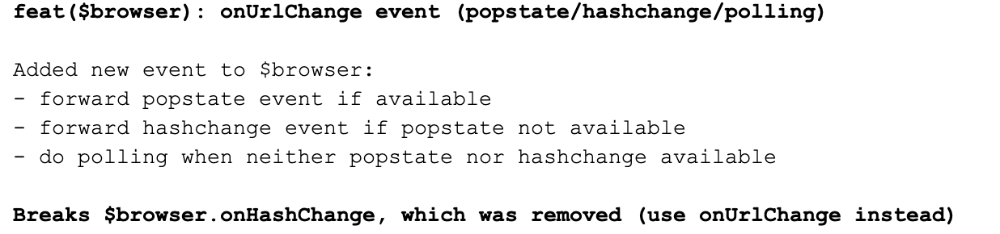 feat($browser): onUrlChange event (popstate/hashchange/polling)
Added new event to $browser:
- forward popstate event if available
- forward hashchange event if popstate not available
- do polling when neither popstate nor hashchange available
Breaks $browser.onHashChange, which was removed (use onUrlChange instead)